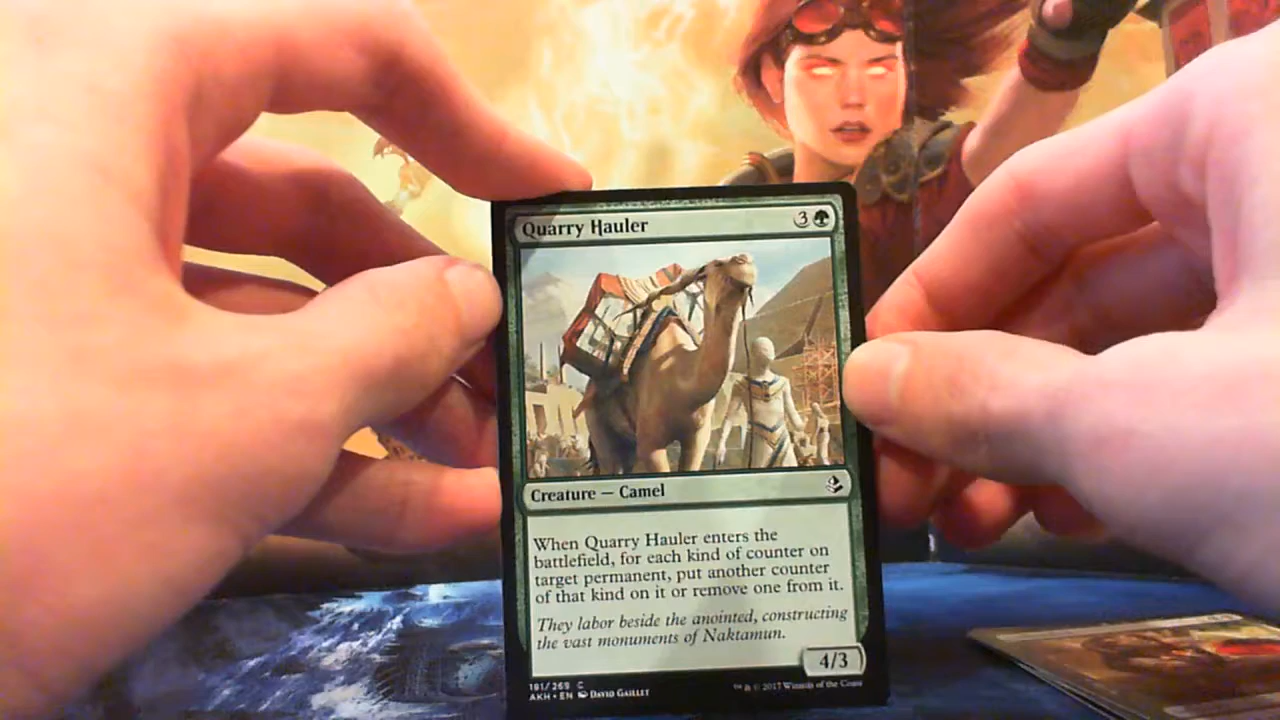 Quarry Hauler 3
Creature — Camel
When Quarry Hauler enters the
battlefield, for each kind of counter on
target permanent, put another counter
of that kind on it or remove one from it.
They labor beside the anointed, constructing
the vast monuments of Naktamun.
4/3
181/269 C
AKH • EN DAVID GAILLET
™ & © 2017 Wizards of the Coast